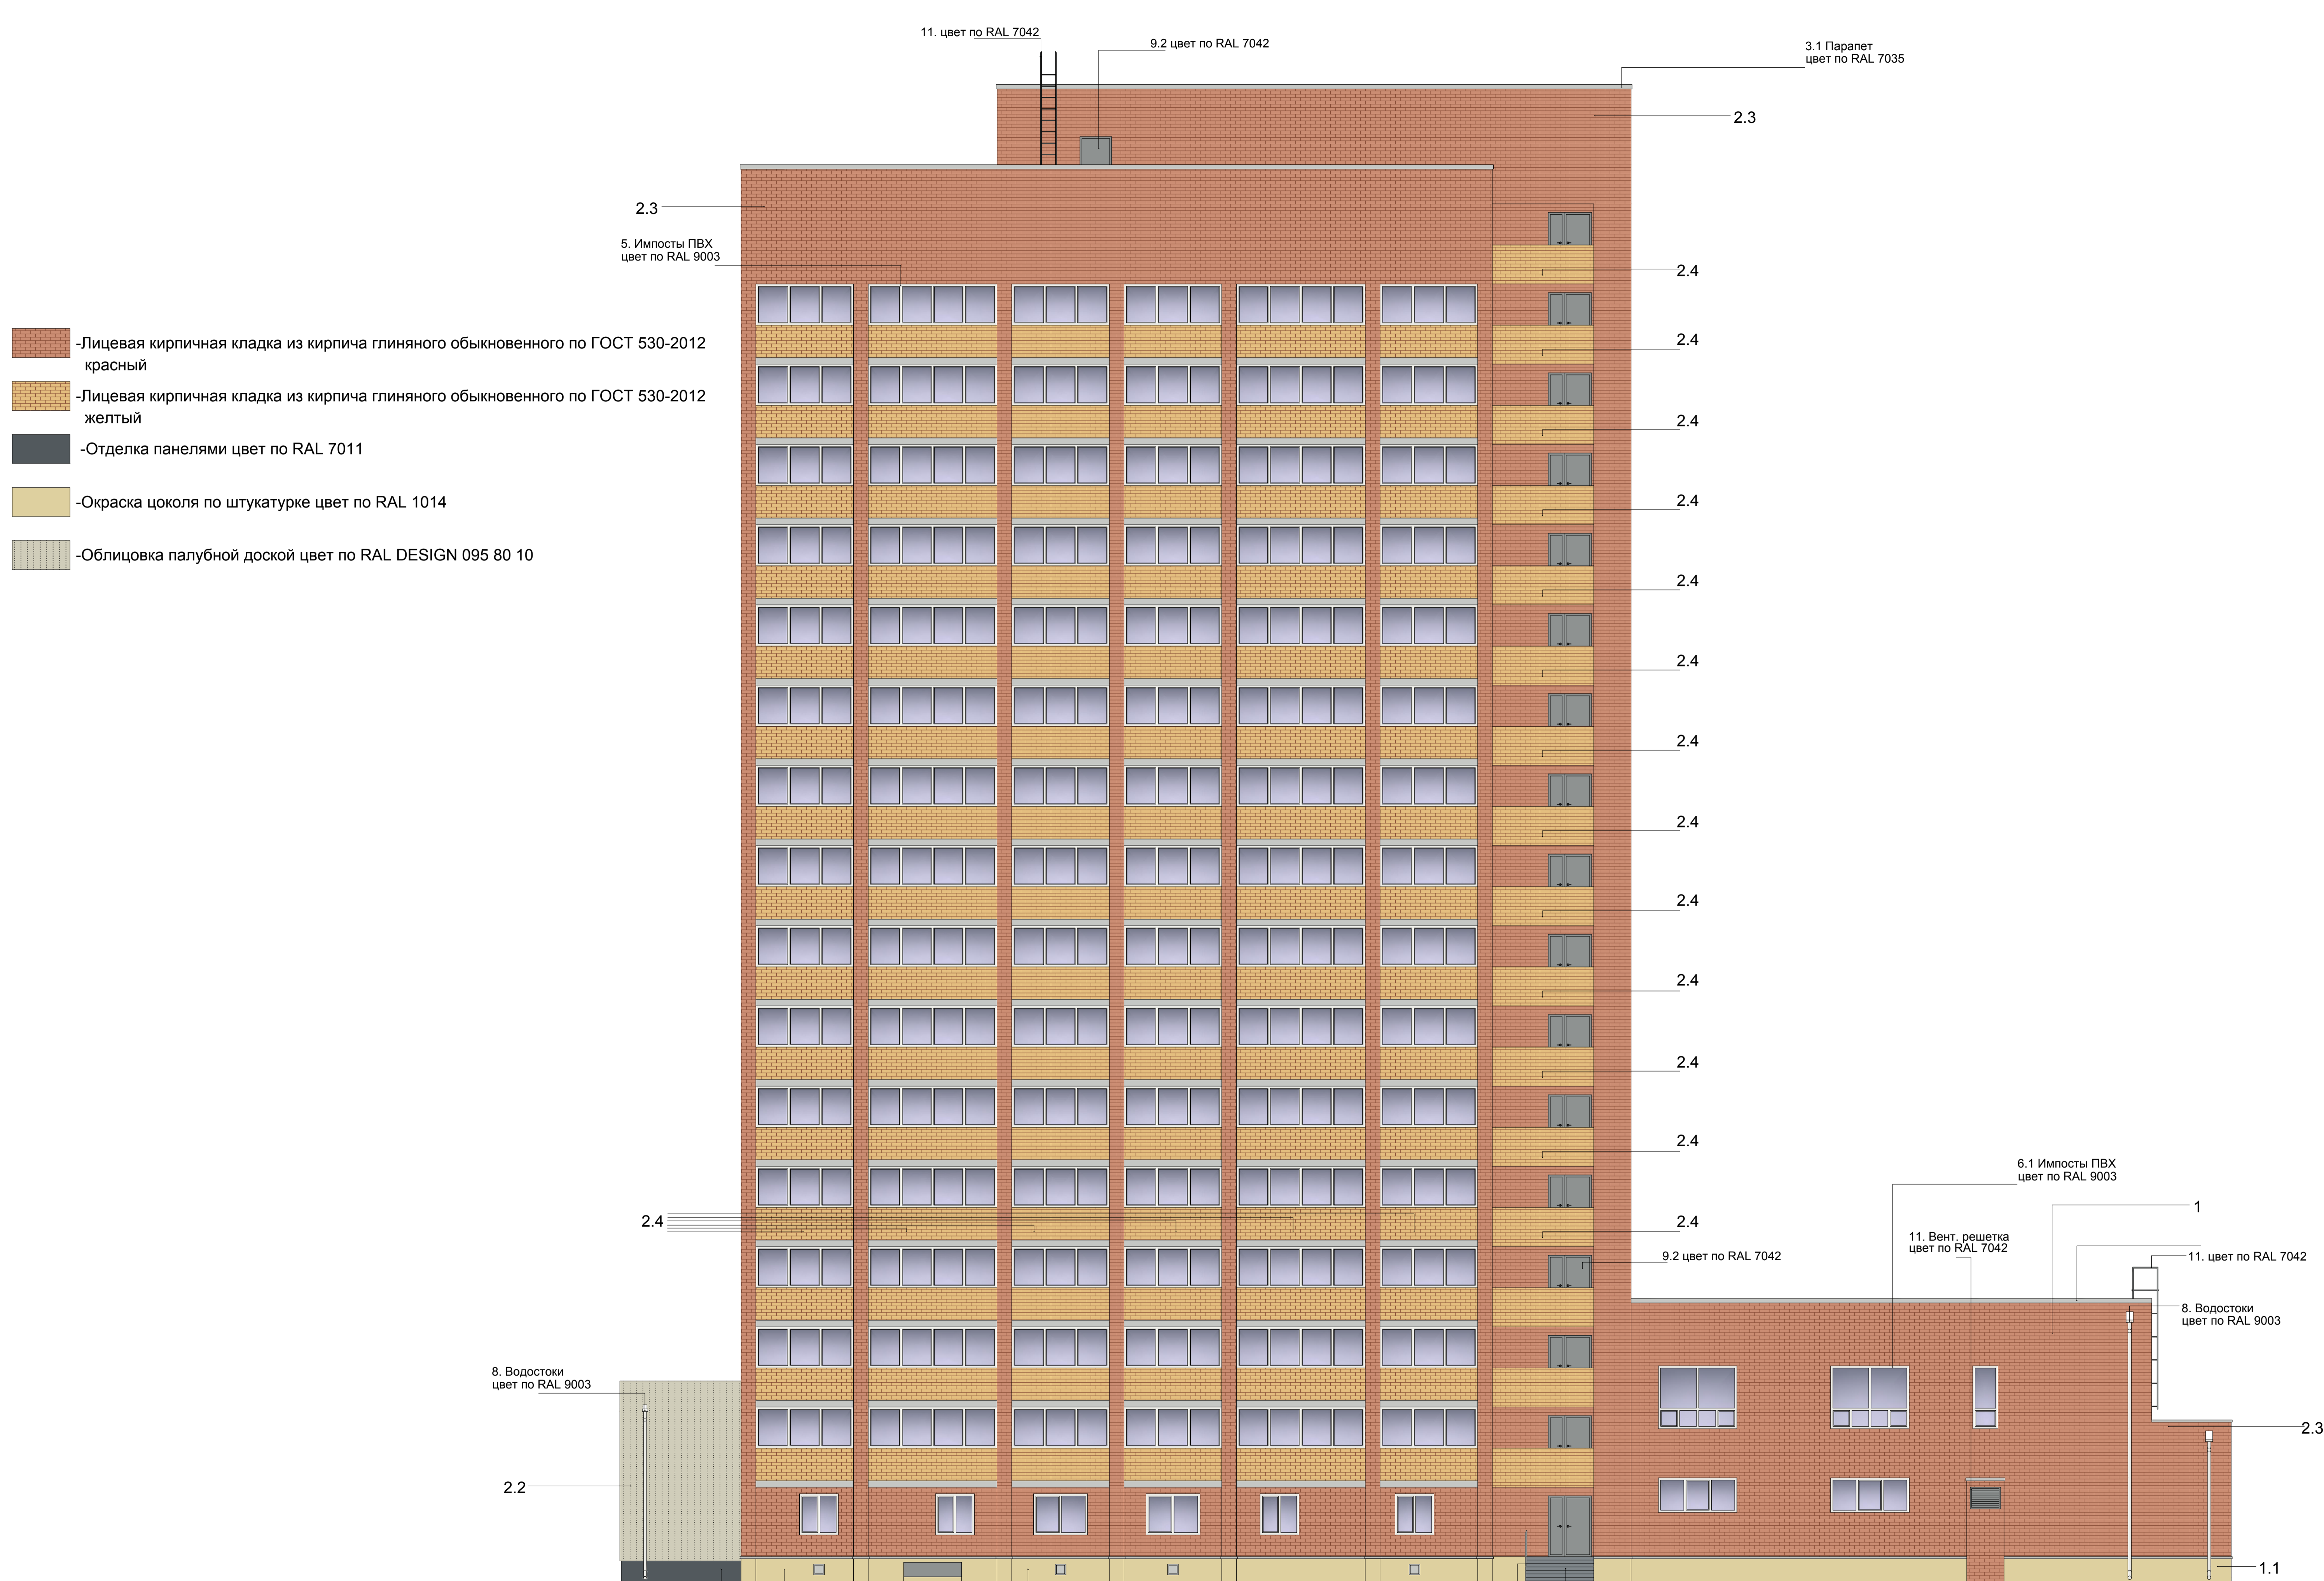 11. цвет по RAL 7042
9.2 цвет по RAL 7042
3.1 Парапет
цвет по RAL 7035
2.3
2.3
5. Импосты ПВХ
цвет по RAL 9003
2.4
-Лицевая кирпичная кладка из кирпича глиняного обыкновенного по ГОСТ 530-2012
красный
-Лицевая кирпичная кладка из кирпича глиняного обыкновенного по ГОСТ 530-2012
желтый
-Отделка панелями цвет по RAL 7011
-Окраска цоколя по штукатурке цвет по RAL 1014
-Облицовка палубной доской цвет по RAL DESIGN 095 80 10
2.4
2.4
2.4
2.4
2.4
2.4
2.4
2.4
2.4
2.4
2.4
2.4
2.4
6.1 Импосты ПВХ
цвет по RAL 9003
1
11. Вент. решетка
цвет по RAL 7042
9.2 цвет по RAL 7042
11. цвет по RAL 7042
8. Водостоки
цвет по RAL 9003
8. Водостоки
цвет по RAL 9003
2.3
2.2
1.1